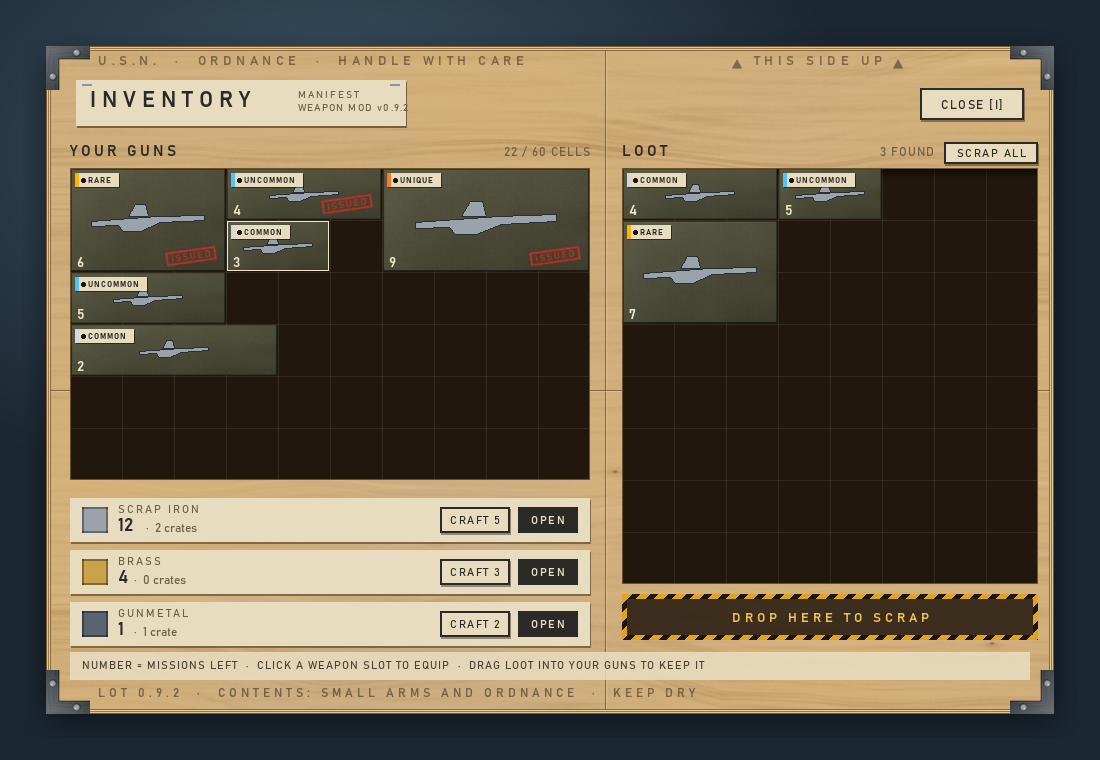 U.S.N. · ORDNANCE · HANDLE WITH CARE
▲ THIS SIDE UP ▲
INVENTORY
MANIFEST
WEAPON MOD v0.9.2
CLOSE [I]
YOUR GUNS
22 / 60 CELLS
LOOT
3 FOUND
SCRAP ALL
RARE
6
ISSUED
UNCOMMON
4
ISSUED
UNIQUE
9
ISSUED
COMMON
3
UNCOMMON
5
COMMON
2
COMMON
4
UNCOMMON
5
RARE
7
SCRAP IRON
12 · 2 crates
CRAFT 5
OPEN
BRASS
4 · 0 crates
CRAFT 3
OPEN
GUNMETAL
1 · 1 crate
CRAFT 2
OPEN
DROP HERE TO SCRAP
NUMBER = MISSIONS LEFT · CLICK A WEAPON SLOT TO EQUIP · DRAG LOOT INTO YOUR GUNS TO KEEP IT
LOT 0.9.2 · CONTENTS: SMALL ARMS AND ORDNANCE · KEEP DRY